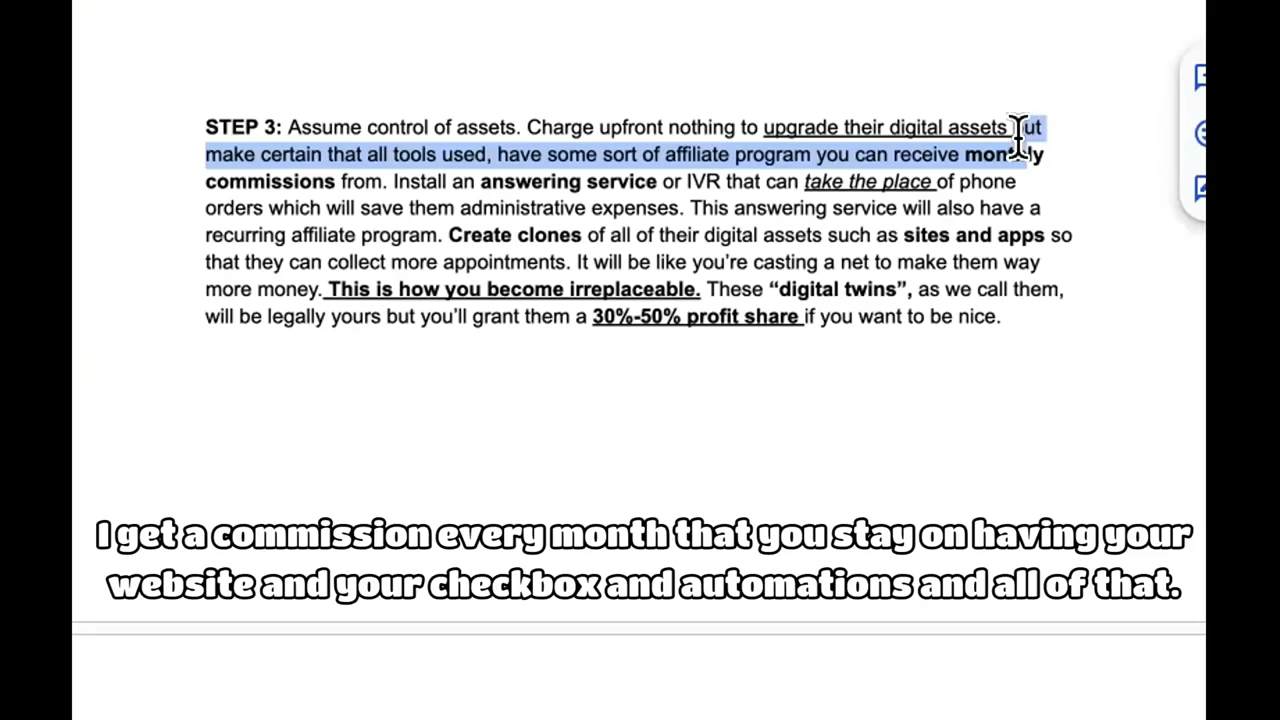 STEP 3: Assume control of assets. Charge upfront nothing to upgrade their digital assets but
make certain that all tools used, have some sort of affiliate program you can receive monthly
commissions from. Install an answering service or IVR that can take the place of phone
orders which will save them administrative expenses. This answering service will also have a
recurring affiliate program. Create clones of all of their digital assets such as sites and apps so
that they can collect more appointments. It will be like you’re casting a net to make them way
more money. This is how you become irreplaceable. These “digital twins”, as we call them,
will be legally yours but you’ll grant them a 30%-50% profit share if you want to be nice.
I get a commission every month that you stay on having your
website and your checkbox and automations and all of that.